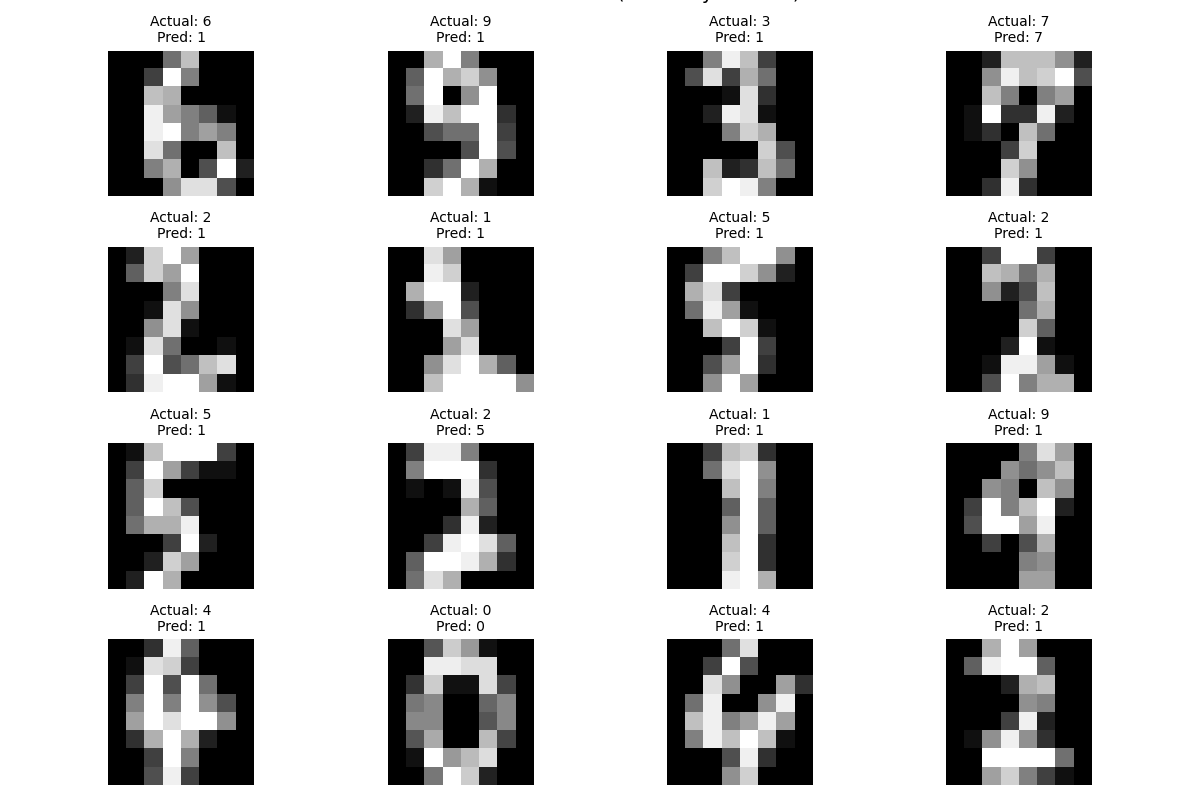 Actual: 6
Pred: 1
Actual: 9
Pred: 1
Actual: 3
Pred: 1
Actual: 7
Pred: 7
Actual: 2
Pred: 1
Actual: 1
Pred: 1
Actual: 5
Pred: 1
Actual: 2
Pred: 1
Actual: 5
Pred: 1
Actual: 2
Pred: 5
Actual: 1
Pred: 1
Actual: 9
Pred: 1
Actual: 4
Pred: 1
Actual: 0
Pred: 0
Actual: 4
Pred: 1
Actual: 2
Pred: 1